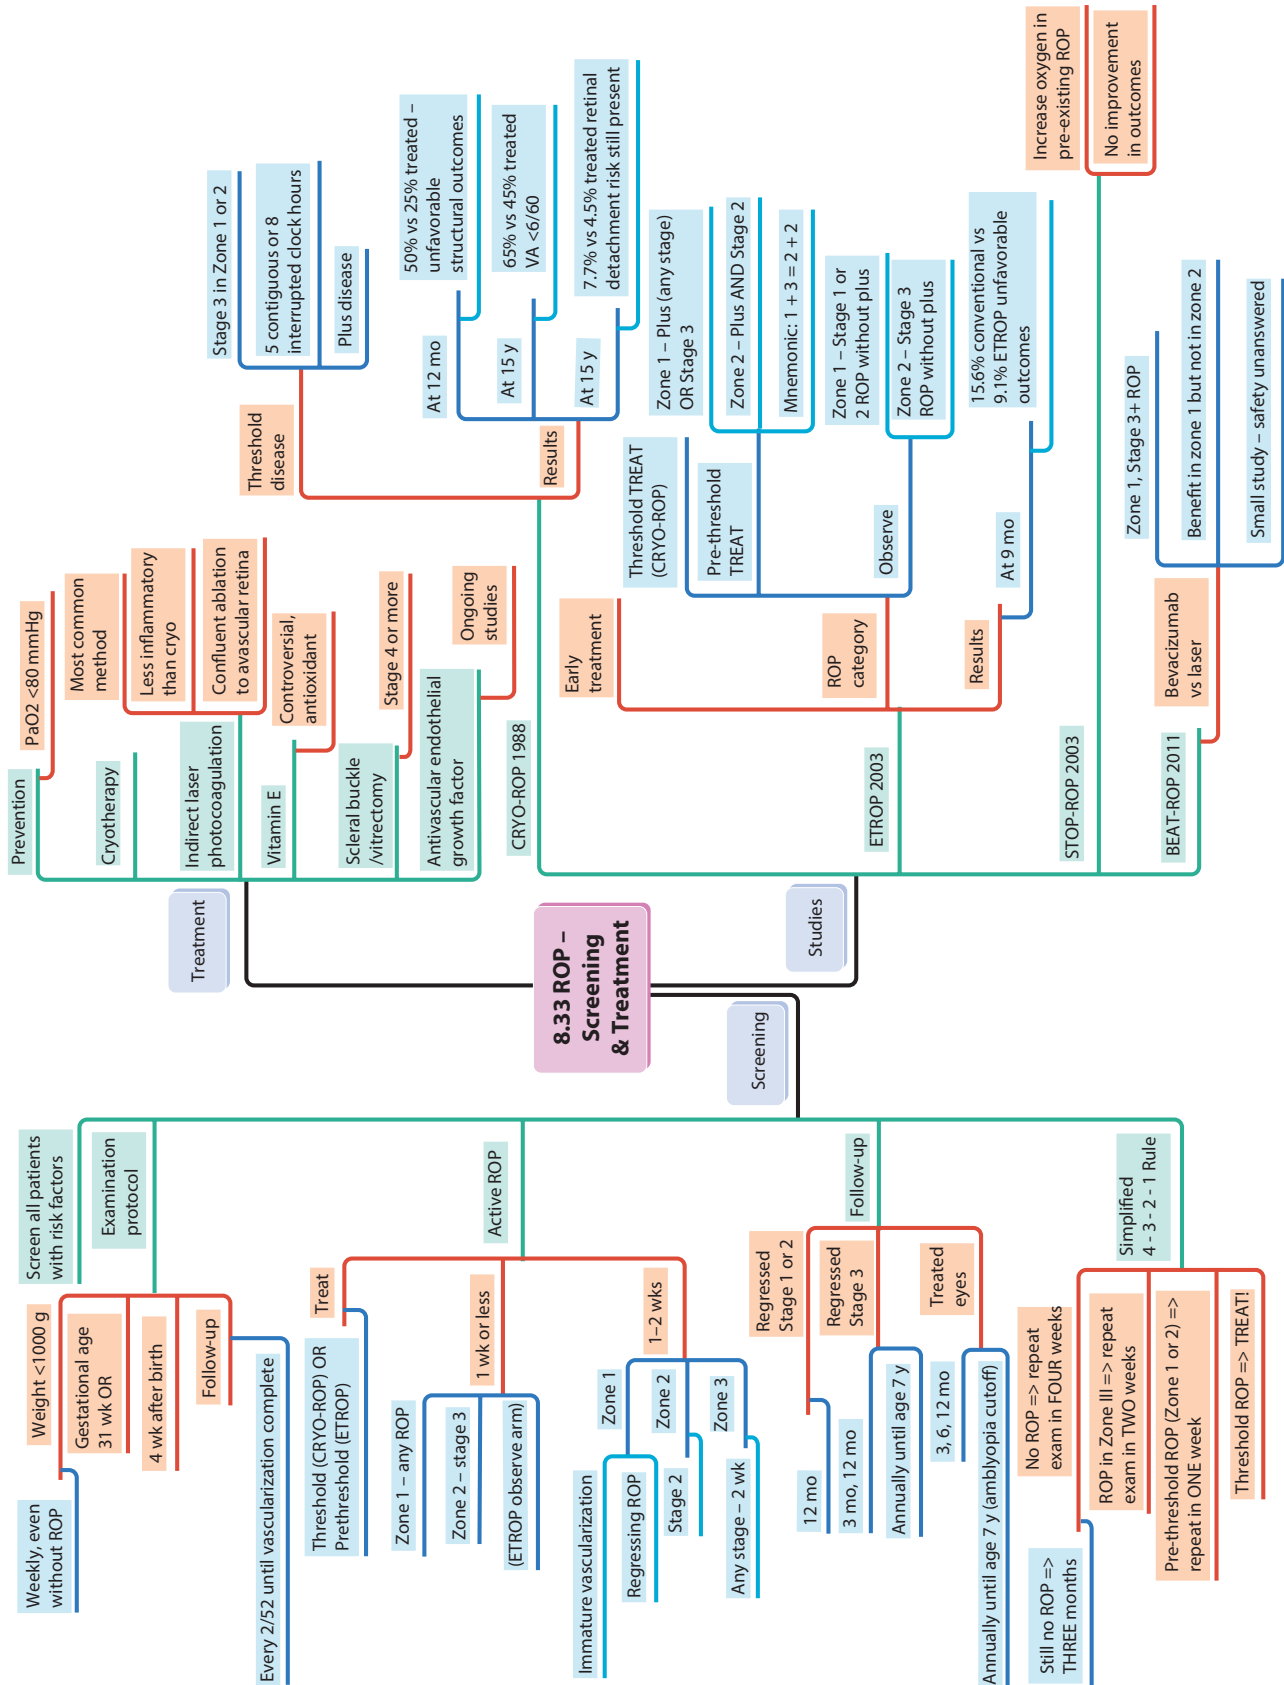 8.33 ROP –
Screening
& Treatment
Treatment
Prevention
PaO2 <80 mmHg
Cryotherapy
Indirect laser
photocoagulation
Most common
method
Less inflammatory
than cryo
Confluent ablation
to avascular retina
Vitamin E
Controversial,
antioxidant
Scleral buckle
/vitrectomy
Stage 4 or more
Antivascular endothelial
growth factor
Ongoing
studies
Studies
CRYO-ROP 1988
Threshold
disease
Stage 3 in Zone 1 or 2
5 contiguous or 8
interrupted clock hours
Plus disease
Results
At 12 mo
50% vs 25% treated –
unfavorable
structural outcomes
At 15 y
65% vs 45% treated
VA <6/60
At 15 y
7.7% vs 4.5% treated retinal
detachment risk still present
ETROP 2003
Early
treatment
ROP
category
Threshold TREAT
(CRYO-ROP)
Pre-threshold
TREAT
Zone 1 – Plus (any stage)
OR Stage 3
Zone 2 – Plus AND Stage 2
Mnemonic: 1 + 3 = 2 + 2
Observe
Zone 1 – Stage 1 or
2 ROP without plus
Zone 2 – Stage 3
ROP without plus
Results
At 9 mo
15.6% conventional vs
9.1% ETROP unfavorable
outcomes
STOP-ROP 2003
Increase oxygen in
pre-existing ROP
No improvement
in outcomes
BEAT-ROP 2011
Bevacizumab
vs laser
Zone 1, Stage 3+ ROP
Benefit in zone 1 but not in zone 2
Small study – safety unanswered
Screening
Screen all patients
with risk factors
Examination
protocol
Weight <1000 g
Weekly, even
without ROP
Gestational age
31 wk OR
4 wk after birth
Follow-up
Every 2/52 until vascularization complete
Active ROP
Treat
Threshold (CRYO-ROP) OR
Prethreshold (ETROP)
1 wk or less
Zone 1 – any ROP
Zone 2 – stage 3
(ETROP observe arm)
1–2 wks
Zone 1
Immature vascularization
Regressing ROP
Zone 2
Stage 2
Zone 3
Any stage – 2 wk
Follow-up
Regressed
Stage 1 or 2
12 mo
Regressed
Stage 3
3 mo, 12 mo
Annually until age 7 y
Treated
eyes
3, 6, 12 mo
Annually until age 7 y (amblyopia cutoff)
Simplified
4 - 3 - 2 - 1 Rule
No ROP => repeat
exam in FOUR weeks
Still no ROP =>
THREE months
ROP in Zone III => repeat
exam in TWO weeks
Pre-threshold ROP (Zone 1 or 2) =>
repeat in ONE week
Threshold ROP => TREAT!